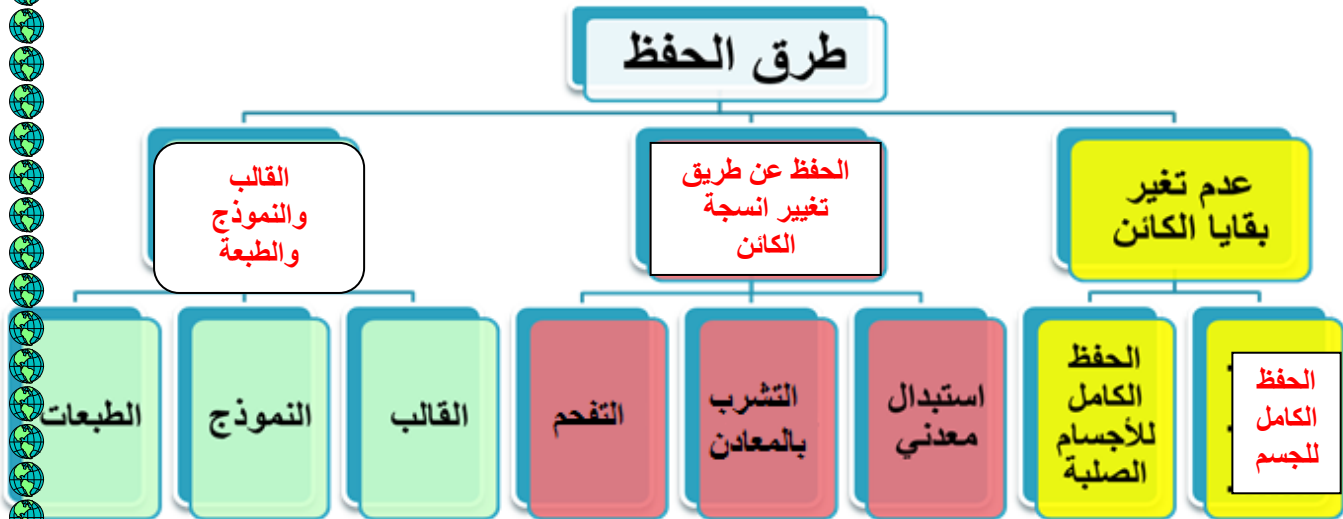 طرق الحفظ
عدم تغير
بقايا الكائن
الحفظ عن طريق
تغيير انسجة
الكائن
القالب
والنموذج
والطبعة
الحفظ
الكامل
للجسم
الحفظ
الكامل
للأجسام
الصلبة
استبدال
معدني
التشرب
بالمعادن
التفحم
القالب
النموذج
الطبعات